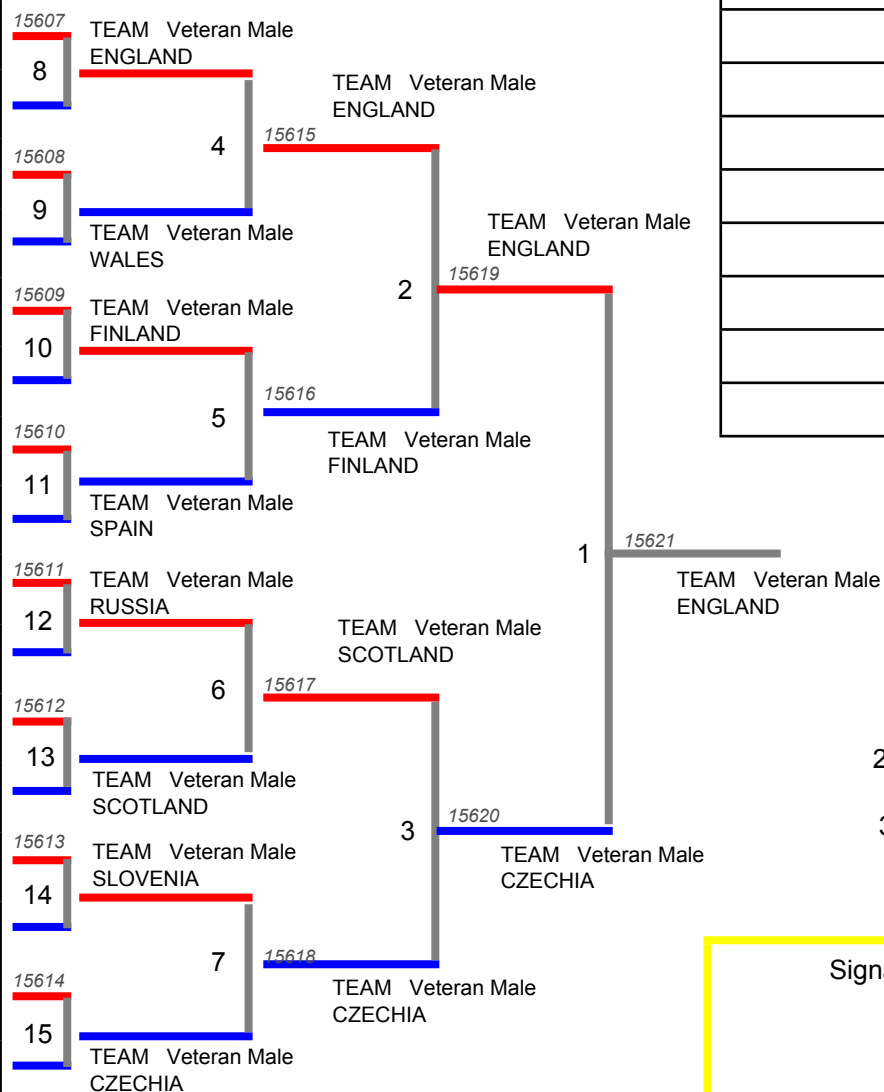 15607
TEAM Veteran Male
ENGLAND
8
TEAM Veteran Male
ENGLAND
4
15615
15608
9
TEAM Veteran Male
WALES
TEAM Veteran Male
ENGLAND
2
15619
15609
TEAM Veteran Male
FINLAND
10
5
15616
TEAM Veteran Male
FINLAND
15610
11
TEAM Veteran Male
SPAIN
1
15621
TEAM Veteran Male
ENGLAND
15611
TEAM Veteran Male
RUSSIA
12
TEAM Veteran Male
SCOTLAND
6
15617
15612
13
TEAM Veteran Male
SCOTLAND
2
3
15620
TEAM Veteran Male
CZECHIA
15613
TEAM Veteran Male
SLOVENIA
14
7
15618
TEAM Veteran Male
CZECHIA
15614
15
TEAM Veteran Male
CZECHIA
Signa